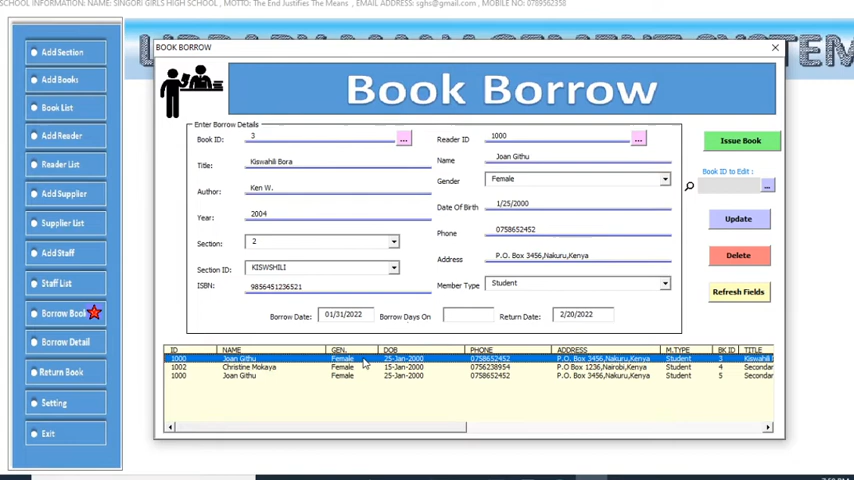 SCHOOL INFORMATION: NAME: SINGORI GIRLS HIGH SCHOOL , MOTTO: The End Justifies The Means , EMAIL ADDRESS: sghs@gmail.com , MOBILE NO: 0789562358
Add Section
Add Books
Book List
Add Reader
Reader List
Add Supplier
Supplier List
Add Staff
Staff List
Borrow Book
Borrow Detail
Return Book
Setting
Exit
BOOK BORROW
Book Borrow
Enter Borrow Details
Book ID: 3 ...
Title: Kiswahili Bora
Author: Ken W.
Year: 2004
Section: 2
Section ID: KISWSHILI
ISBN: 9856451236521
Reader ID 1000 ...
Name Joan Githu
Gender Female
Date Of Birth 1/25/2000
Phone 0758652452
Address P.O. Box 3456,Nakuru,Kenya
Member Type Student
Borrow Date: 01/31/2022 Borrow Days On Return Date: 2/20/2022
Issue Book
Book ID to Edit :
...
Update
Delete
Refresh Fields
ID NAME GEN. DOB PHONE ADDRESS M.TYPE BK.ID TITLE
1000 Joan Githu Female 25-Jan-2000 0758652452 P.O. Box 3456,Nakuru,Kenya Student 3 Kiswahili
1002 Christine Mokaya Female 15-Jan-2000 0756238954 P.O Box 1236,Nairobi,Kenya Student 4 Secondar
1000 Joan Githu Female 25-Jan-2000 0758652452 P.O. Box 3456,Nakuru,Kenya Student 5 Secondar